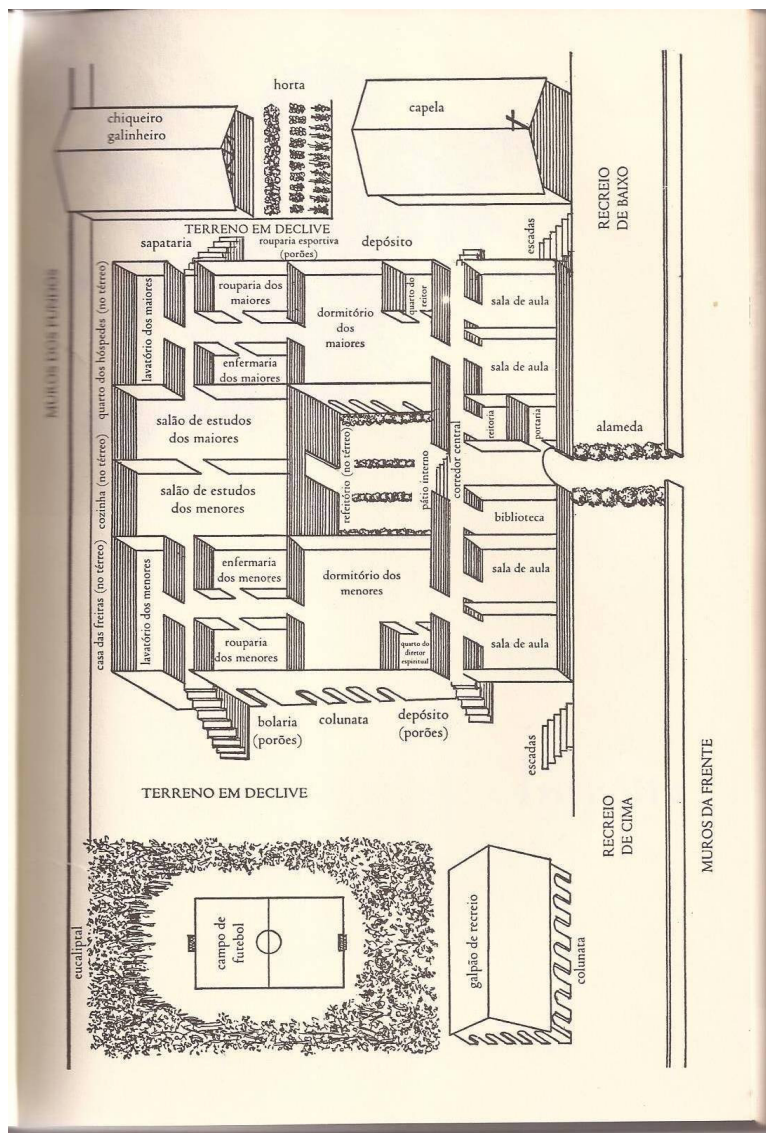 MUROS DOS FUNDOS
chiqueiro
galinheiro
horta
capela
TERRENO EM DECLIVE
sapataria
rouparia esportiva
(porões)
depósito
escadas
RECREIO
DE BAIXO
quarto dos hóspedes (no térreo)
lavatório dos maiores
rouparia dos
maiores
enfermaria
dos maiores
dormitório
dos
maiores
quarto do
reitor
sala de aula
sala de aula
cozinha (no térreo)
salão de estudos
dos maiores
salão de estudos
dos menores
refeitório (no térreo)
pátio interno
corredor central
reitoria
portaria
alameda
biblioteca
casa das freiras (no térreo)
lavatório dos menores
enfermaria
dos menores
rouparia
dos menores
dormitório dos
menores
quarto do
diretor
espiritual
sala de aula
sala de aula
bolaria
(porões)
colunata
depósito
(porões)
escadas
TERRENO EM DECLIVE
RECREIO
DE CIMA
MUROS DA FRENTE
eucaliptal
campo de
futebol
galpão de recreio
colunata